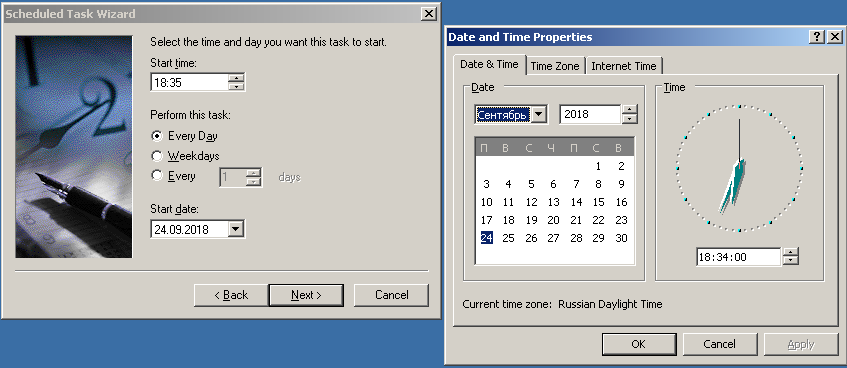 Scheduled Task Wizard
Select the time and day you want this task to start.
Start time:
18:35
Perform this task:
Every Day
Weekdays
Every 1 days
Start date:
24.09.2018
< Back Next > Cancel
Date and Time Properties
Date & Time Time Zone Internet Time
Date
Сентябрь 2018
П В С Ч П С В
1 2
3 4 5 6 7 8 9
10 11 12 13 14 15 16
17 18 19 20 21 22 23
24 25 26 27 28 29 30
Time
18:34:00
Current time zone: Russian Daylight Time
OK Cancel Apply